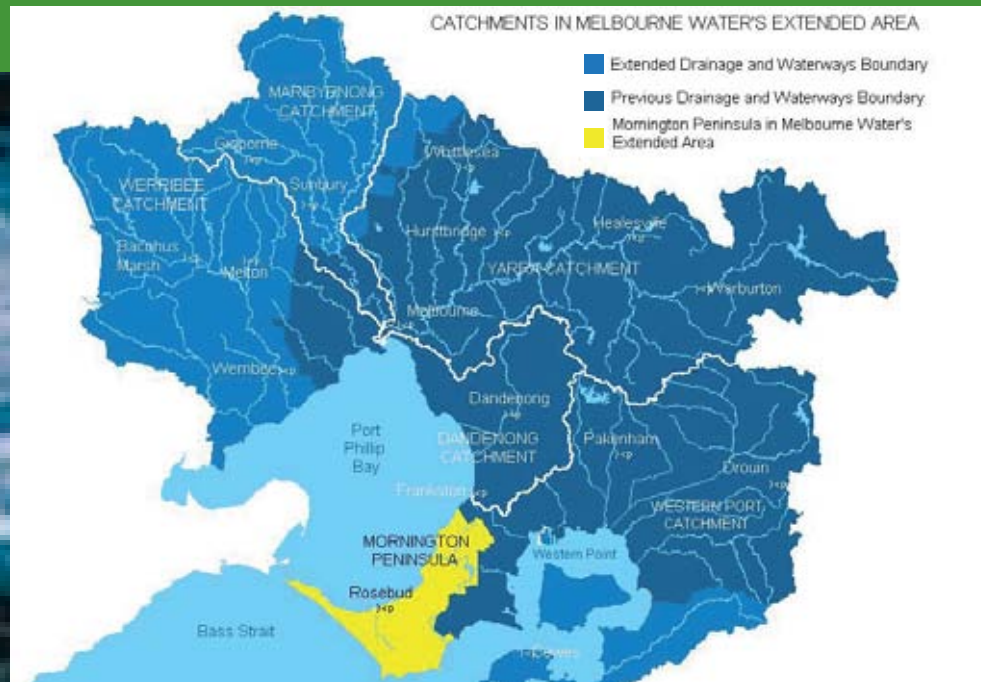 CATCHMENTS IN MELBOURNE WATER'S EXTENDED AREA
Extended Drainage and Waterways Boundary
Previous Drainage and Waterways Boundary
Mornington Peninsula in Melbourne Water's
Extended Area
MARIBYRNONG
CATCHMENT
Gisborne
Whittlesea
WERRIBEE
CATCHMENT
Sunbury
Hurstbridge
Healesville
Bacchus
Marsh
Melton
YARRA CATCHMENT
Warburton
Melbourne
Werribee
Dandenong
Port
Phillip
Bay
DANDENONG
CATCHMENT
Pakenham
Drouin
Frankston
WESTERN PORT
CATCHMENT
MORNINGTON
PENINSULA
Western Point
Rosebud
Bass Strait